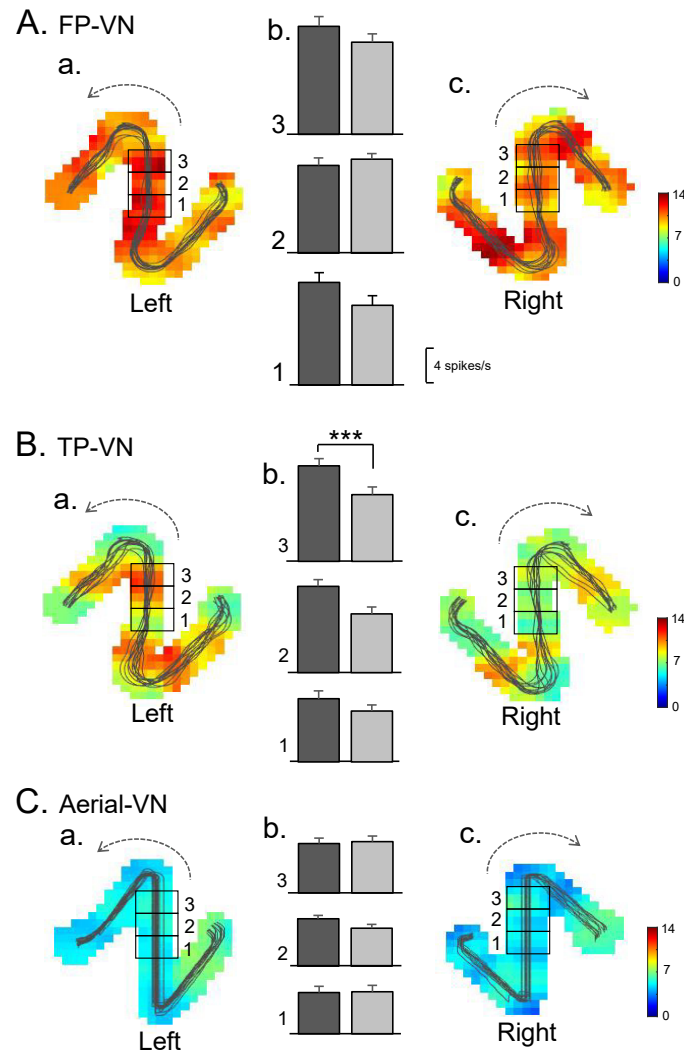 A. FP-VN
a.
b.
c.
3
2
1
Left
3
2
1
4 spikes/s
3
2
1
Right
14
7
0
B. TP-VN
a.
b.
c.
***
3
2
1
Left
3
2
1
3
2
1
Right
14
7
0
C. Aerial-VN
a.
b.
c.
3
2
1
Left
3
2
1
3
2
1
Right
14
7
0